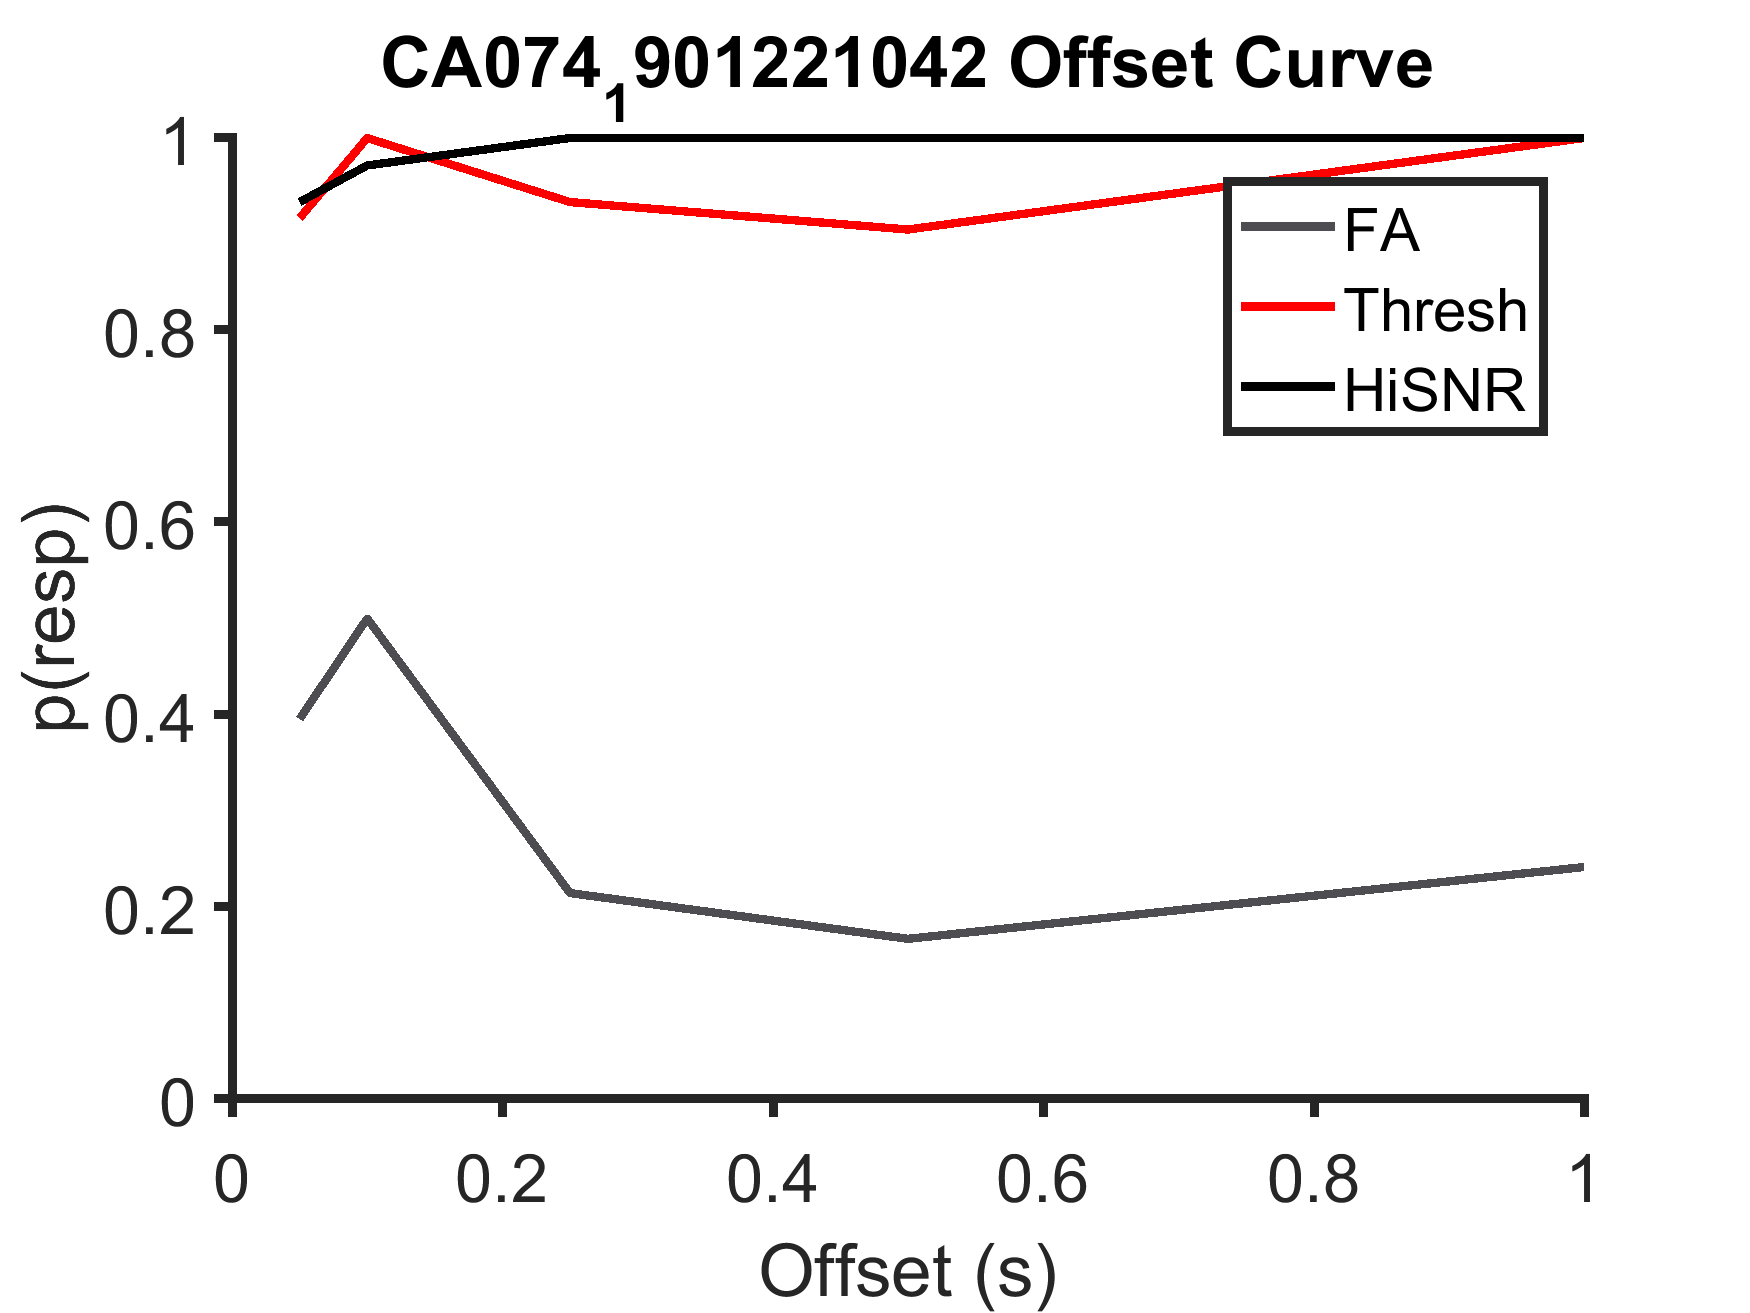 CA074₁901221042 Offset Curve
1
0.8
0.6
0.4
0.2
0
p(resp)
FA
Thresh
HiSNR
0 0.2 0.4 0.6 0.8 1
Offset (s)